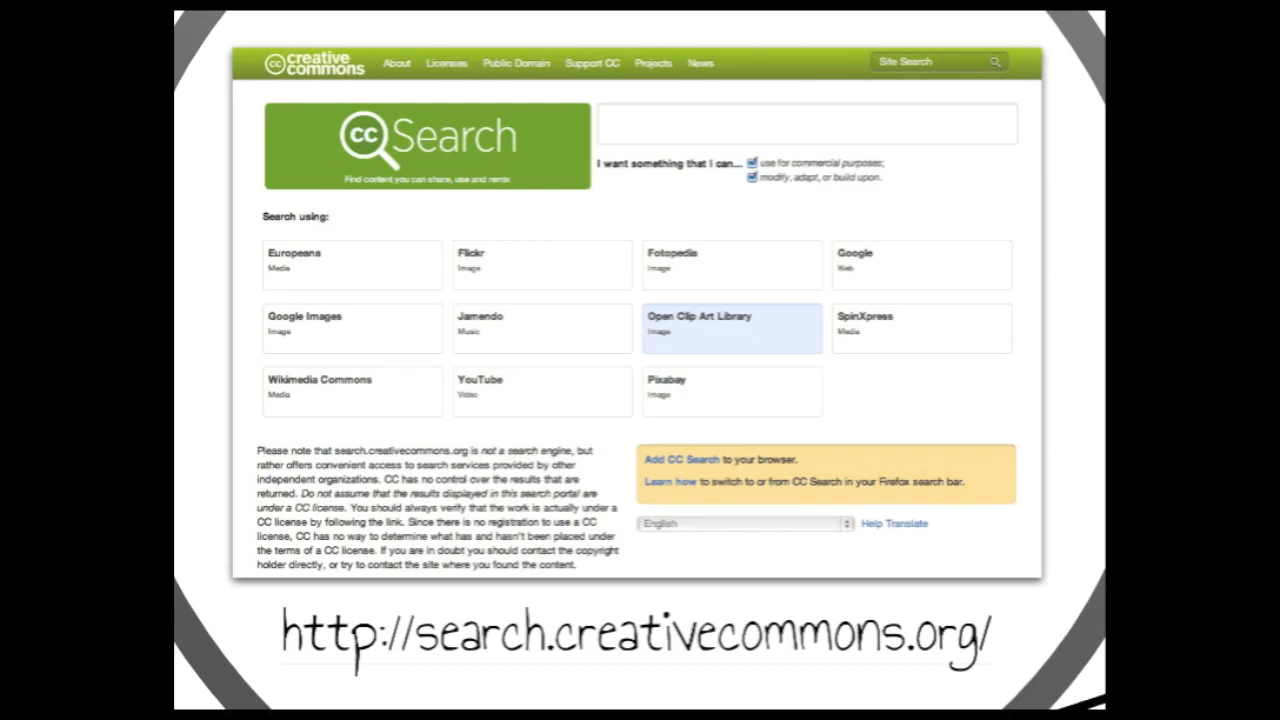 creative commons
About Licenses Public Domain Support CC Projects News
Site Search
cc Search
Find content you can share, use and remix
I want something that I can... use for commercial purposes;
modify, adapt, or build upon.
Search using:
Europeana
Media
Flickr
Image
Fotopedia
Image
Google
Web
Google Images
Image
Jamendo
Music
Open Clip Art Library
Image
SpinXpress
Media
Wikimedia Commons
Media
YouTube
Video
Pixabay
Image
Please note that search.creativecommons.org is not a search engine, but
rather offers convenient access to search services provided by other
independent organizations. CC has no control over the results that are
returned. Do not assume that the results displayed in this search portal are
under a CC license. You should always verify that the work is actually under a
CC license by following the link. Since there is no registration to use a CC
license, CC has no way to determine what has and hasn't been placed under
the terms of a CC license. If you are in doubt you should contact the copyright
holder directly, or try to contact the site where you found the content.
Add CC Search to your browser.
Learn how to switch to or from CC Search in your Firefox search bar.
English Help Translate
http://search.creativecommons.org/